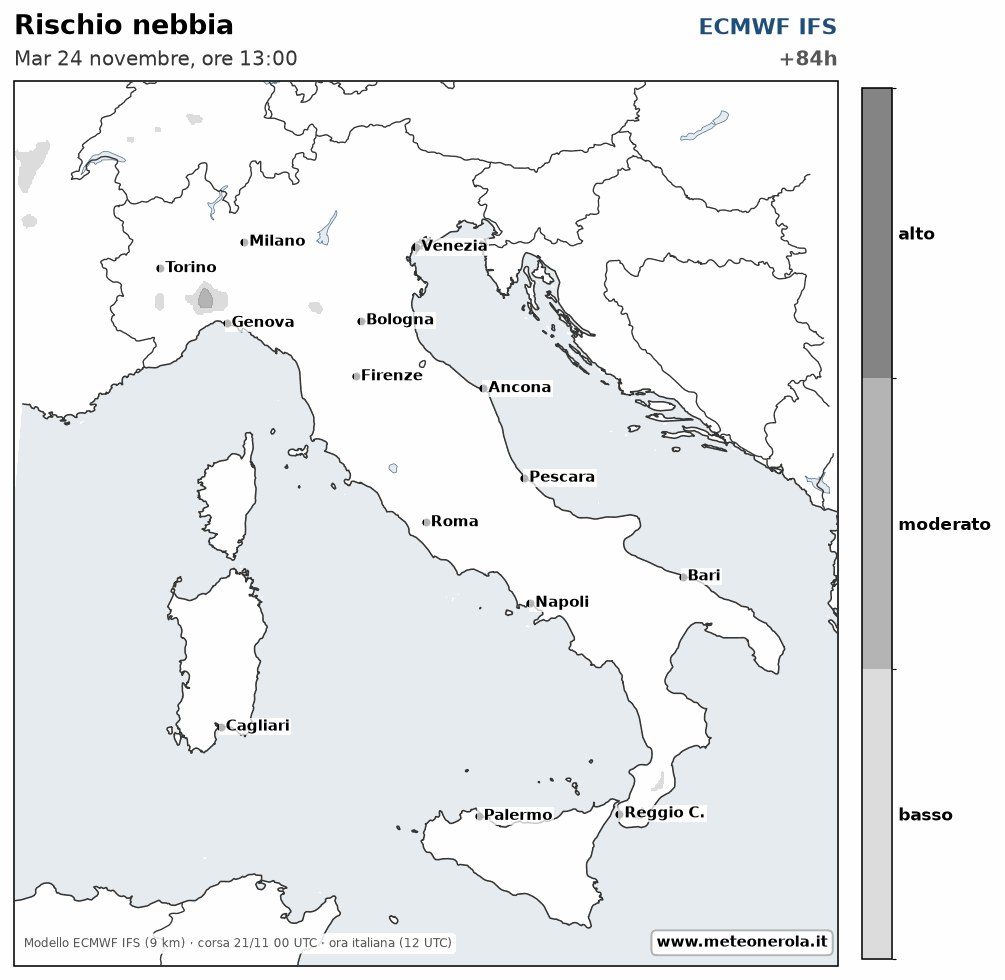 Rischio nebbia
ECMWF IFS
Mar 24 novembre, ore 13:00
+84h
alto
Milano
Venezia
Torino
Genova
Bologna
Firenze
Ancona
Pescara
Roma
moderato
Bari
Napoli
Cagliari
Palermo
Reggio C.
basso
Modello ECMWF IFS (9 km) · corsa 21/11 00 UTC · ora italiana (12 UTC)
www.meteonerola.it